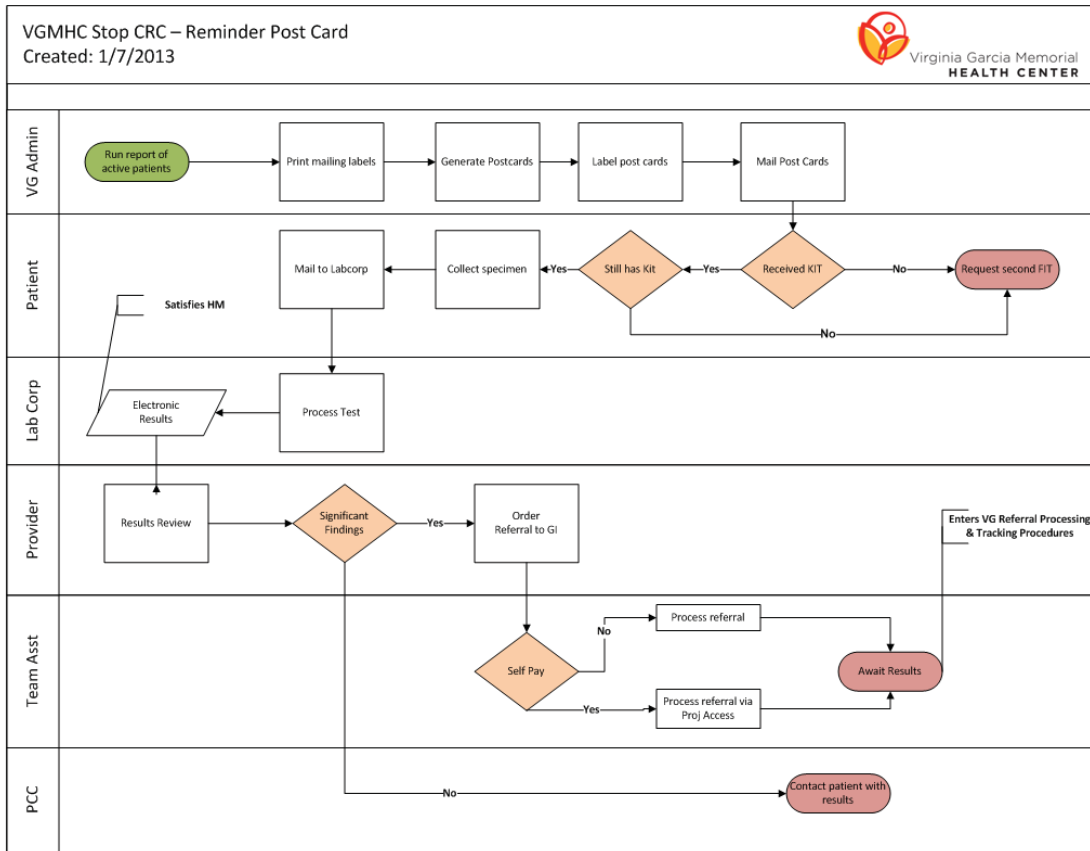 VGMHC Stop CRC – Reminder Post Card
Created: 1/7/2013
Virginia Garcia Memorial
HEALTH CENTER
VG Admin
Run report of
active patients
Print mailing labels
Generate Postcards
Label post cards
Mail Post Cards
Patient
Mail to Labcorp
Collect specimen
Yes
Still has Kit
Yes
Received KIT
No
Request second FIT
No
Satisfies HM
Lab Corp
Electronic
Results
Process Test
Provider
Results Review
Significant
Findings
Yes
Order
Referral to GI
Enters VG Referral Processing
& Tracking Procedures
Team Asst
Self Pay
No
Process referral
Yes
Process referral via
Proj Access
Await Results
PCC
No
Contact patient with
results